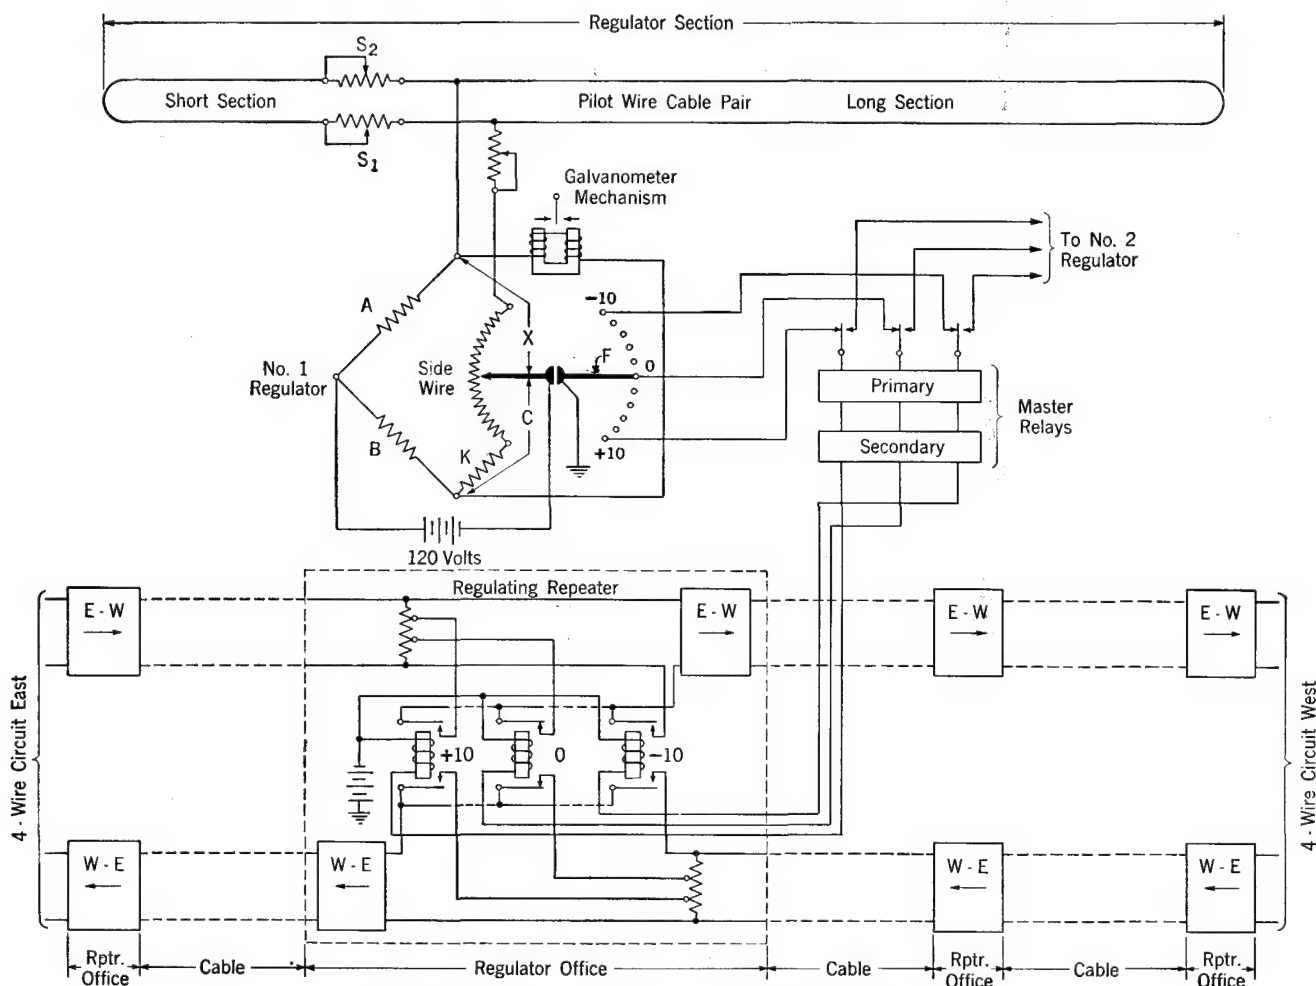 Regulator Section
S2
Short Section
Pilot Wire Cable Pair
Long Section
S1
Galvanometer
Mechanism
To No. 2
Regulator
-10
A
X
F
0
No. 1
Regulator
Side
Wire
Primary
Master
Relays
C
B
K
+10
Secondary
120 Volts
Regulating Repeater
E - W
E - W
E - W
E - W
4 - Wire Circuit East
+10
0
-10
4 - Wire Circuit West
W - E
W - E
W - E
W - E
Rptr.
Office
Cable
Regulator Office
Cable
Rptr.
Office
Cable
Rptr.
Office